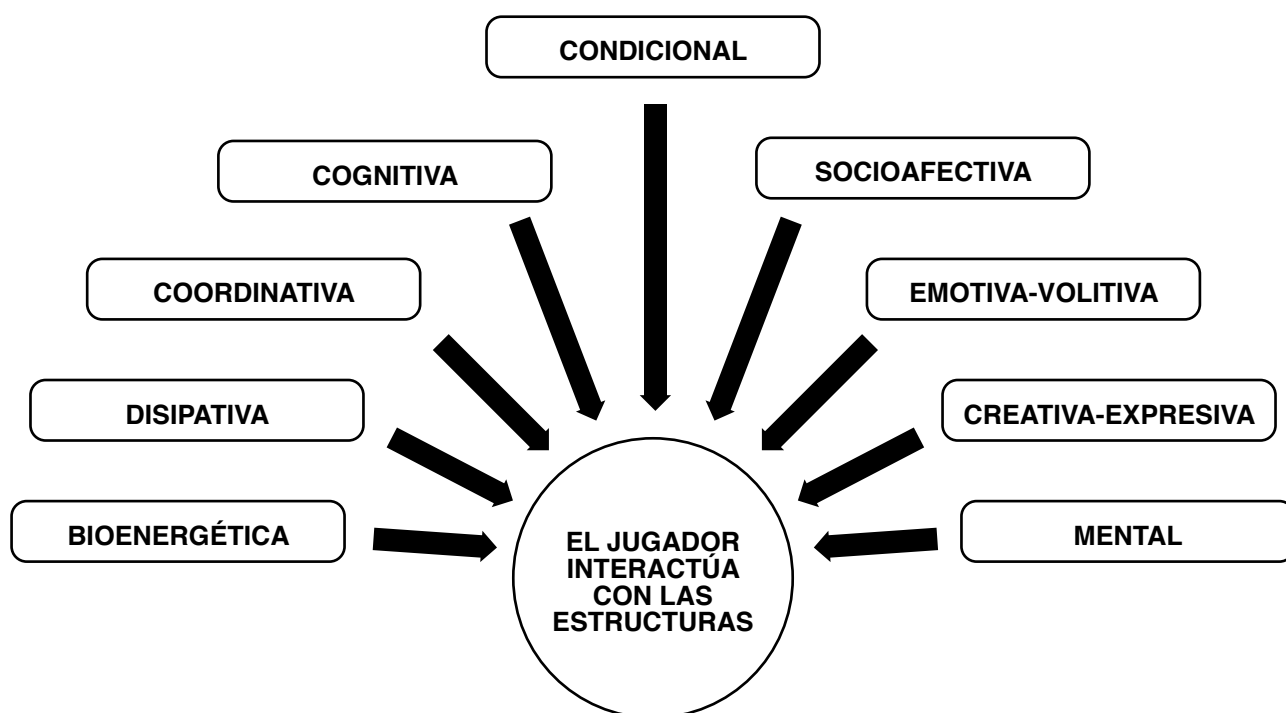 CONDICIONAL
COGNITIVA
SOCIOAFECTIVA
COORDINATIVA
EMOTIVA-VOLITIVA
DISIPATIVA
CREATIVA-EXPRESIVA
BIOENERGÉTICA
MENTAL
EL JUGADOR
INTERACTÚA
CON LAS
ESTRUCTURAS